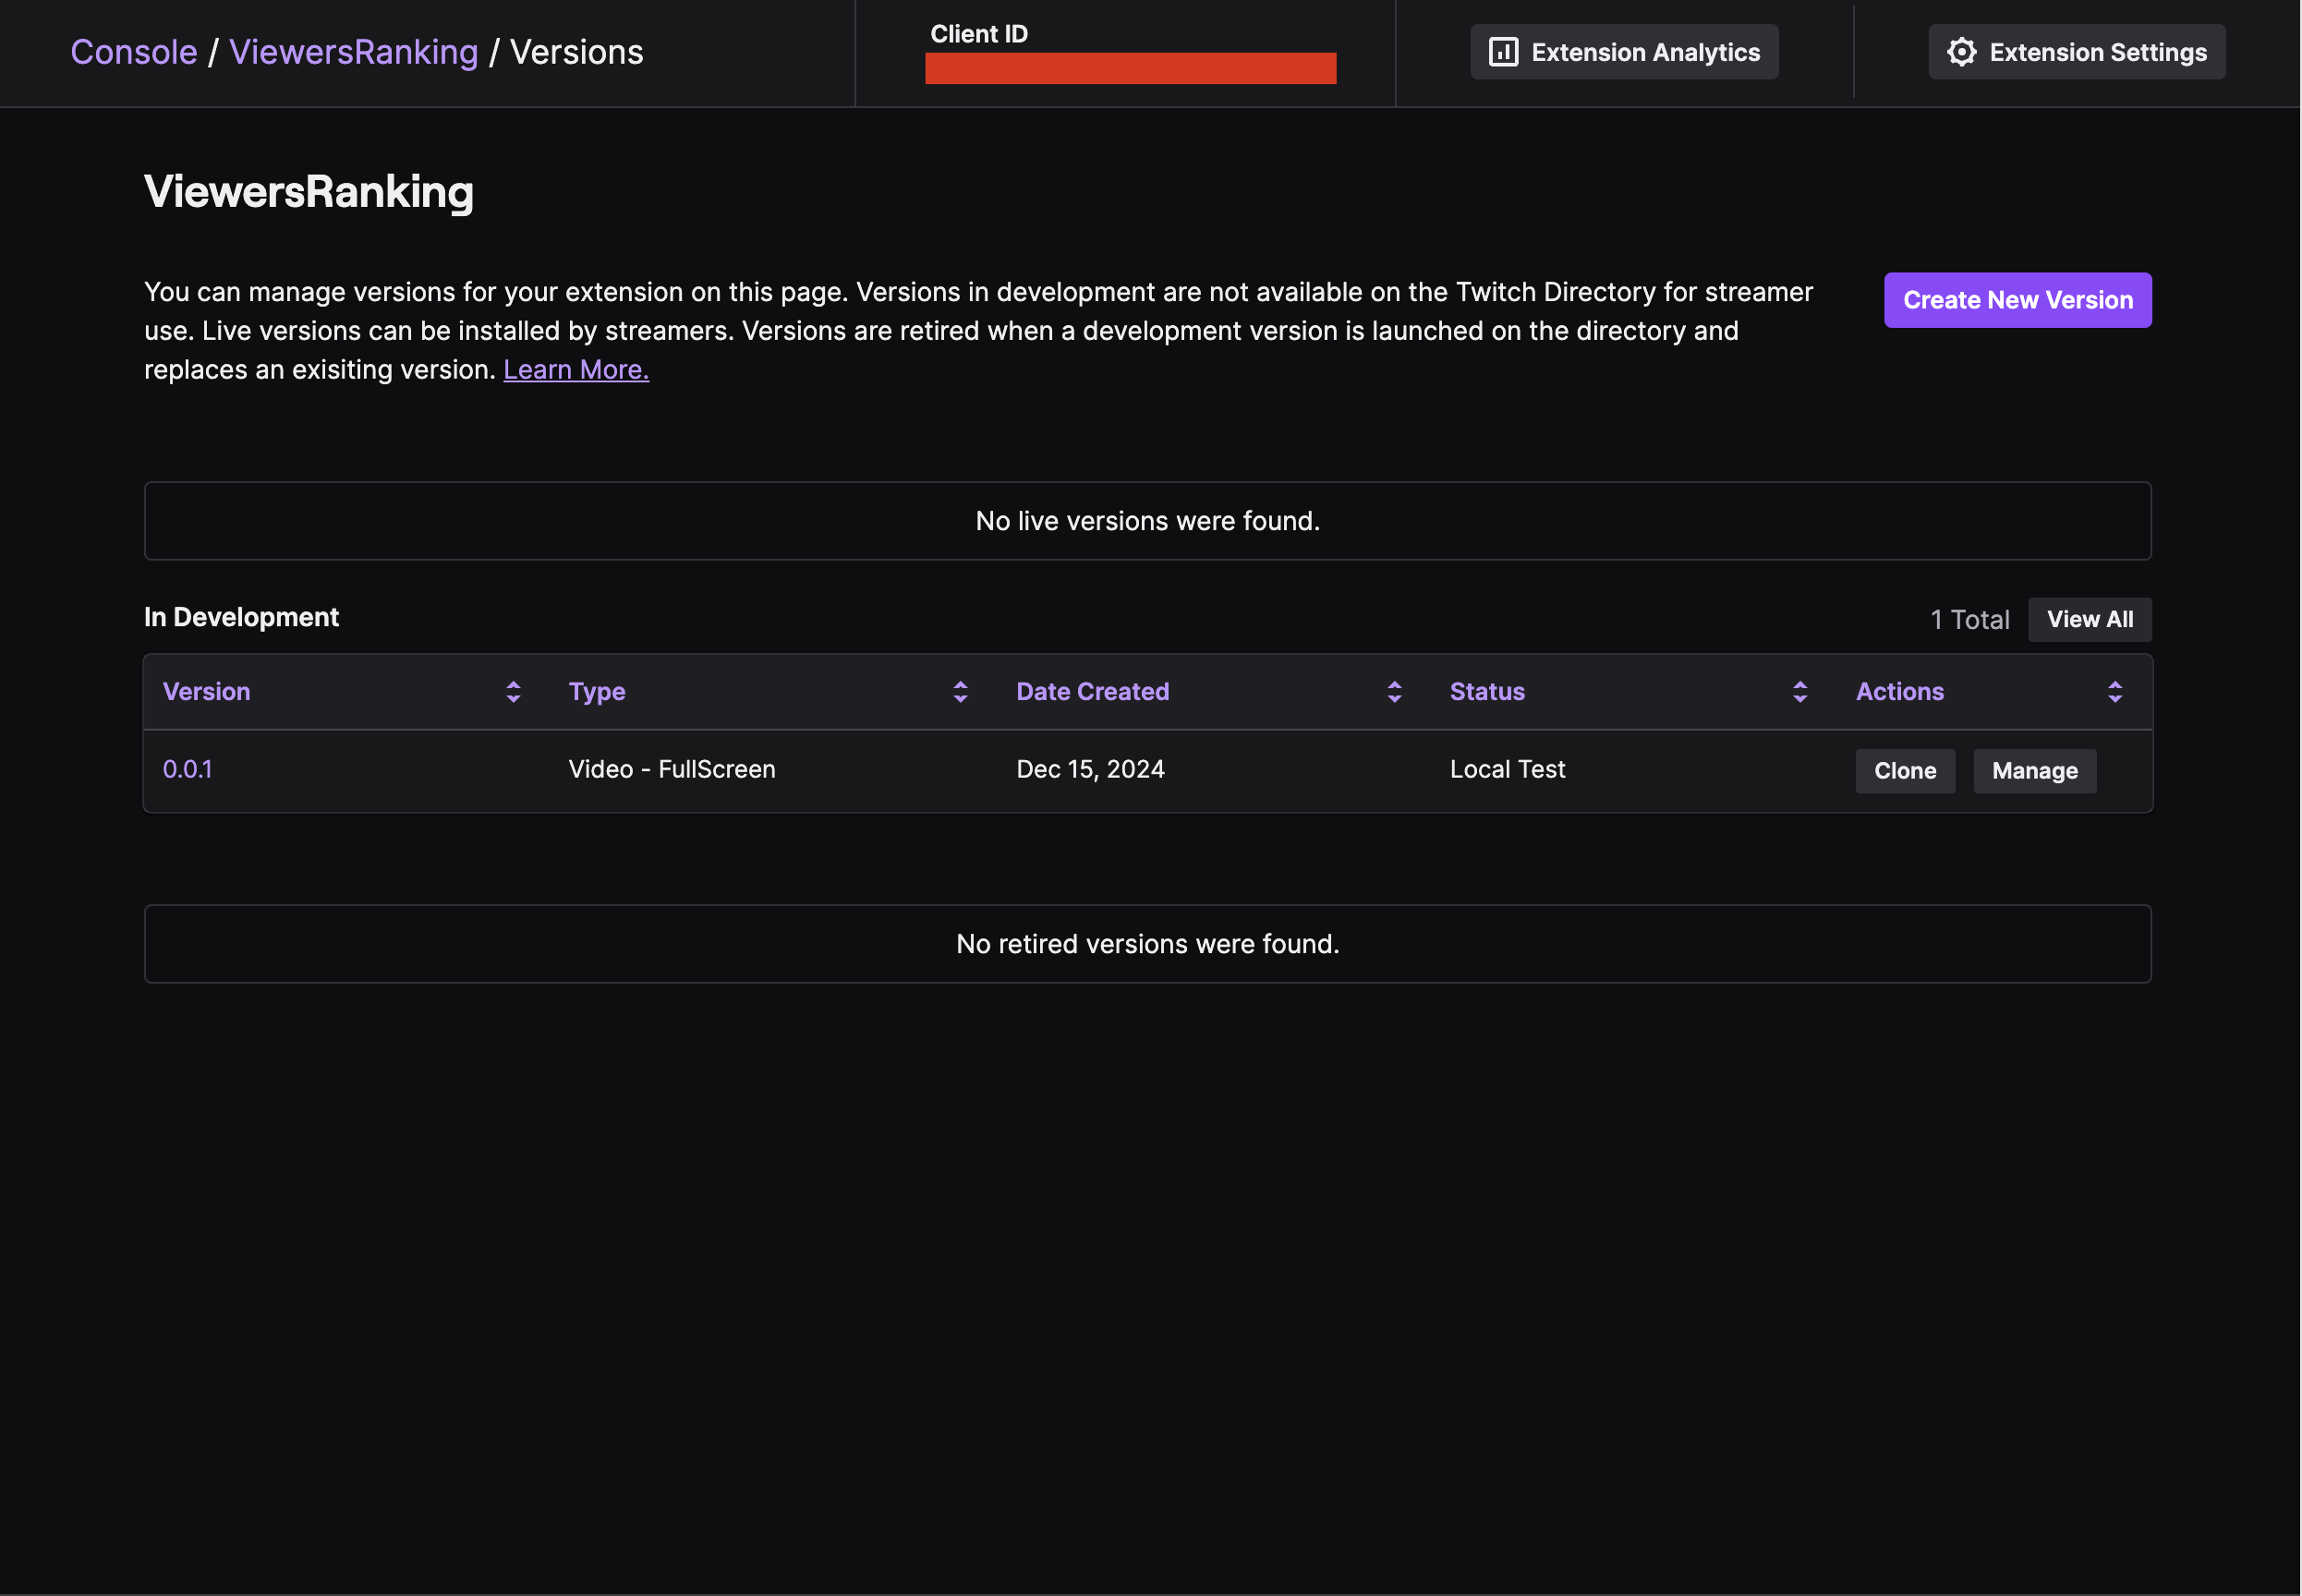 Console / ViewersRanking / Versions
Client ID
Extension Analytics
Extension Settings
ViewersRanking
You can manage versions for your extension on this page. Versions in development are not available on the Twitch Directory for streamer
use. Live versions can be installed by streamers. Versions are retired when a development version is launched on the directory and
replaces an exisiting version. Learn More.
Create New Version
No live versions were found.
In Development
1 Total
View All
Version Type Date Created Status Actions
0.0.1 Video - FullScreen Dec 15, 2024 Local Test Clone Manage
No retired versions were found.